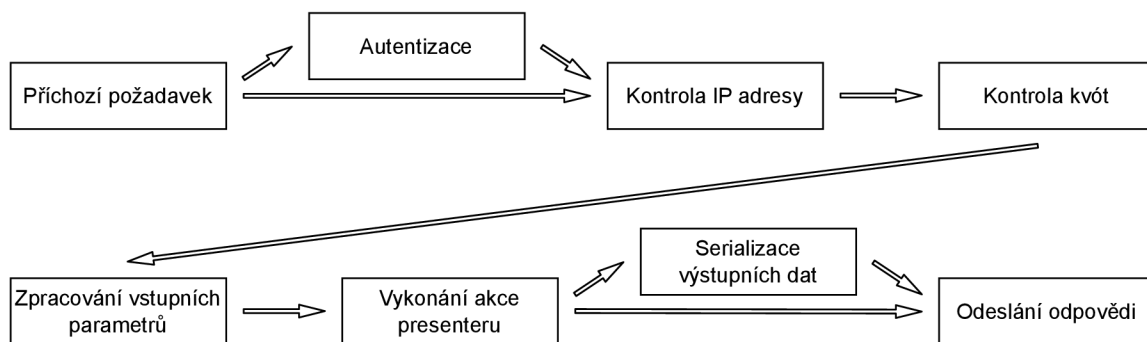 Autentizace
Příchozí požadavek
Kontrola IP adresy
Kontrola kvót
Zpracování vstupních
parametrů
Vykonání akce
presenteru
Serializace
výstupních dat
Odeslání odpovědi